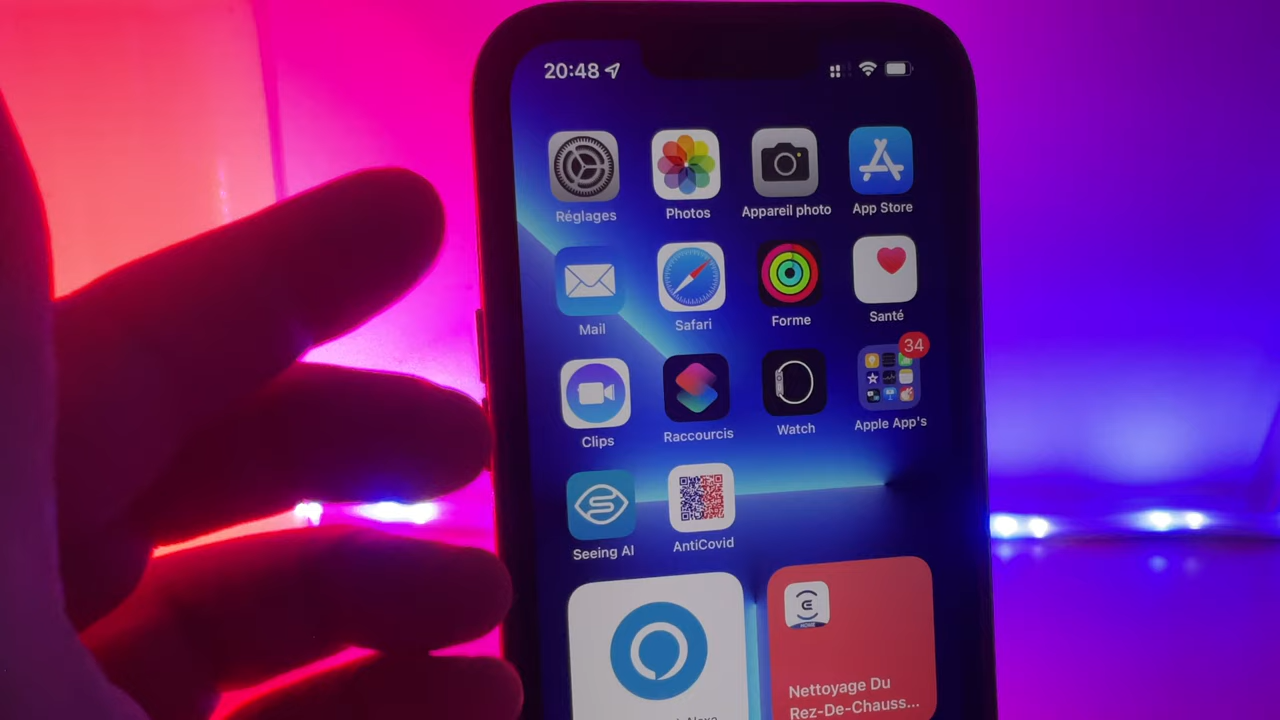 20:48
Réglages
Photos
Appareil photo
App Store
Mail
Safari
Forme
Santé
34
Clips
Raccourcis
Watch
Apple App's
Seeing AI
AntiCovid
HOME
Nettoyage Du
Rez-De-Chauss...